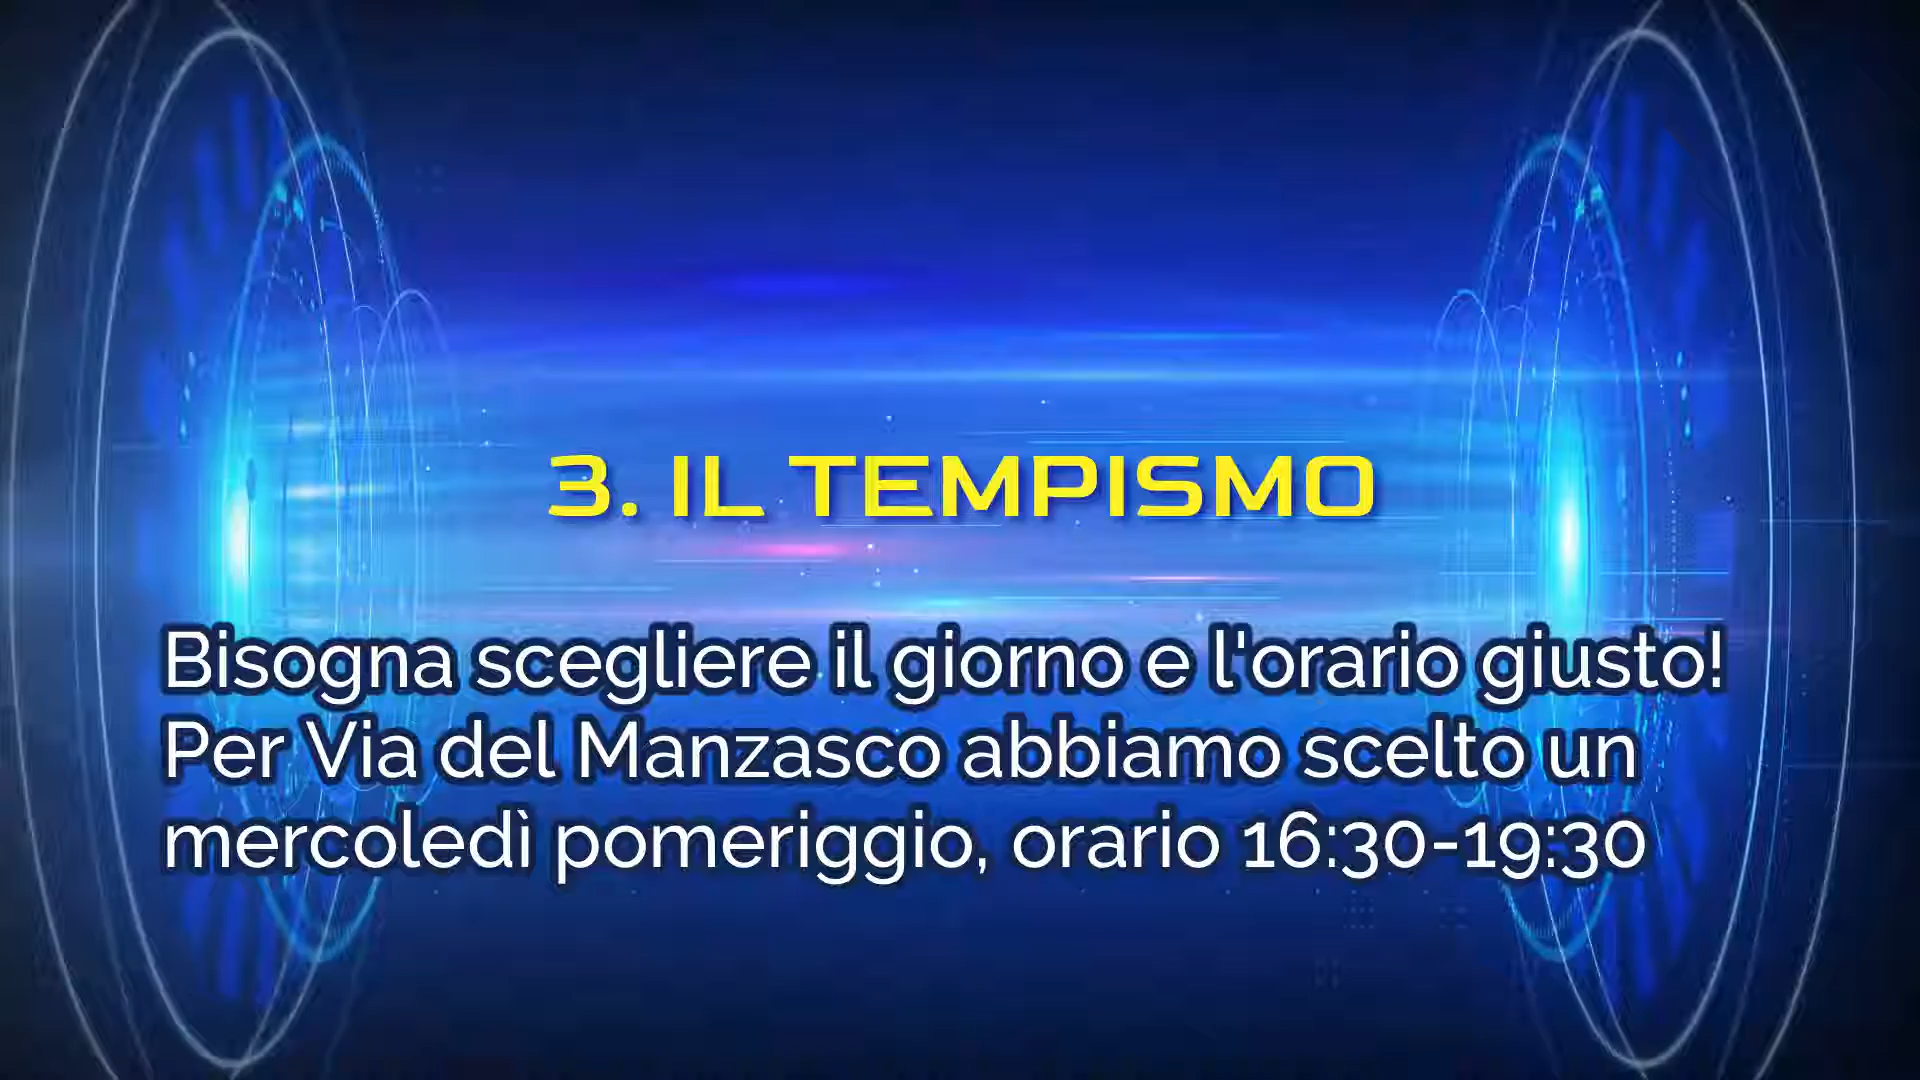 3. IL TEMPISMO
Bisogna scegliere il giorno e l'orario giusto!
Per Via del Manzasco abbiamo scelto un
mercoledì pomeriggio, orario 16:30-19:30